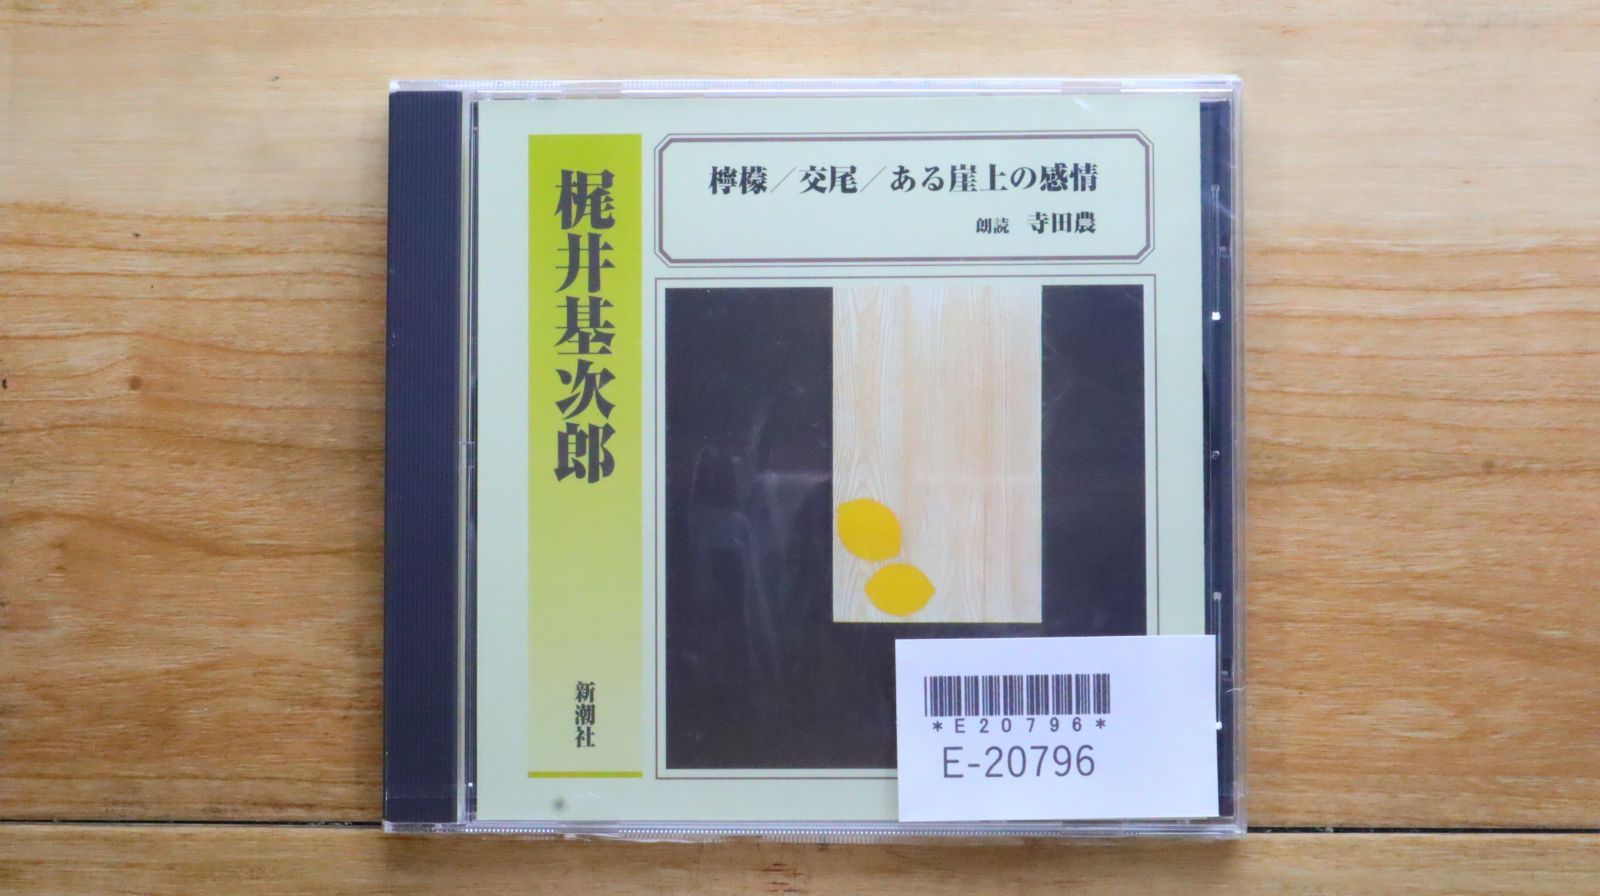 梶井基次郎
新潮社
檸檬／交尾／ある崖上の感情
朗読 寺田農
*E20796*
E-20796